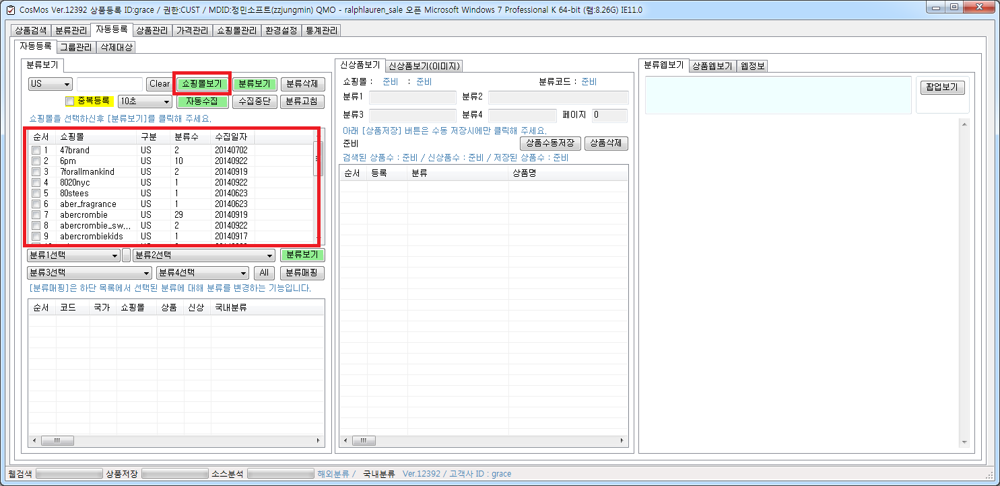 CosMos Ver.12392 상품등록 ID:grace / 권한:CUST / MDID:정민소프트(zzjungmin) QMO - ralphlauren_sale 오픈 Microsoft Windows 7 Professional K 64-bit (램:8.26G) IE11.0
상품검색 분류관리 자동등록 상품관리 가격관리 쇼핑몰관리 환경설정 통계관리
자동등록 그룹관리 삭제대상
분류보기
US Clear 쇼핑몰보기 분류보기 분류삭제
중복등록 10초 자동수집 수집중단 분류고침
쇼핑몰을 선택하신후 [분류보기]를 클릭해 주세요.
순서 쇼핑몰 구분 분류수 수집일자
1 47brand US 2 20140702
2 6pm US 10 20140922
3 7forallmankind US 2 20140919
4 8020nyc US 1 20140922
5 80stees US 1 20140623
6 aber_fragrance US 1 20140623
7 abercrombie US 29 20140919
8 abercrombie_sw... US 2 20140922
9 abercrombiekids US 1 20140917
분류1선택 분류2선택 분류보기
분류3선택 분류4선택 All 분류매핑
[분류매핑]은 하단 목록에서 선택된 분류에 대해 분류를 변경하는 기능입니다.
순서 코드 국가 쇼핑몰 상품 신상 국내분류
신상품보기 신상품보기(이미지)
쇼핑몰 : 준비 : 준비 분류코드 : 준비
분류1 분류2
분류3 분류4 페이지 0
아래 [상품저장] 버튼은 수동 저장시에만 클릭해 주세요.
준비 상품수동저장 상품삭제
검색된 상품수 : 준비 / 신상품수 : 준비 / 저장된 상품수 : 준비
순서 등록 분류 상품명
분류웹보기 상품웹보기 웹정보
팝업보기
웹검색 상품저장 소스분석 해외분류 / 국내분류 Ver.12392 / 고객사 ID : grace